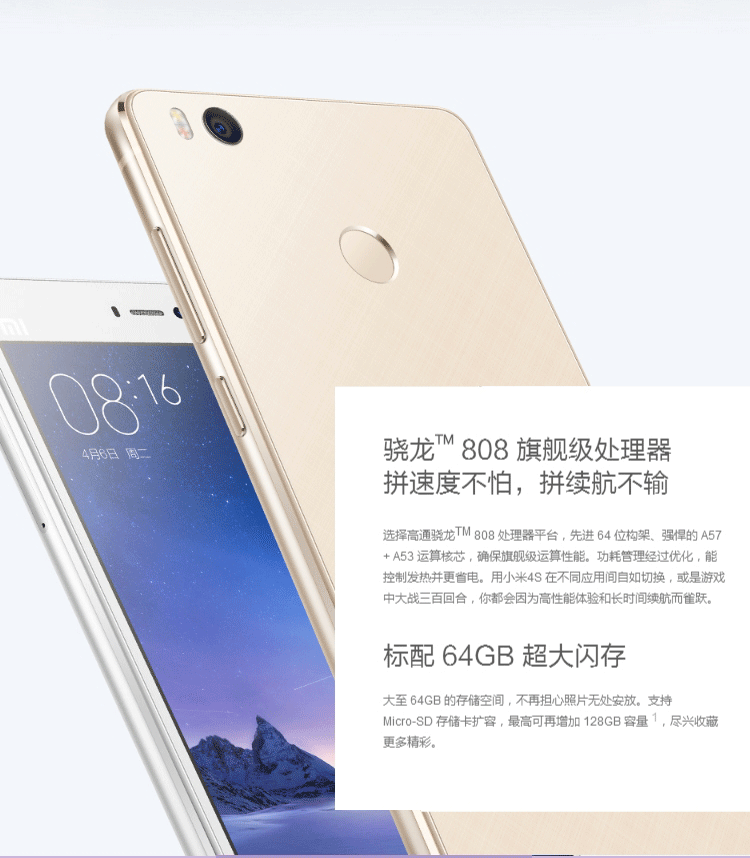 mi
08:16
4月6日 周二
骁龙™ 808 旗舰级处理器
拼速度不怕，拼续航不输
选择高通骁龙™ 808 处理器平台，先进 64 位构架、强悍的 A57
+ A53 运算核芯，确保旗舰级运算性能。功耗管理经过优化，能
控制发热并更省电。用小米4S 在不同应用间自如切换，或是游戏
中大战三百回合，你都会因为高性能体验和长时间续航而雀跃。
标配 64GB 超大闪存
大至 64GB 的存储空间，不再担心照片无处安放。支持
Micro-SD 存储卡扩容，最高可再增加 128GB 容量 1，尽兴收藏
更多精彩。